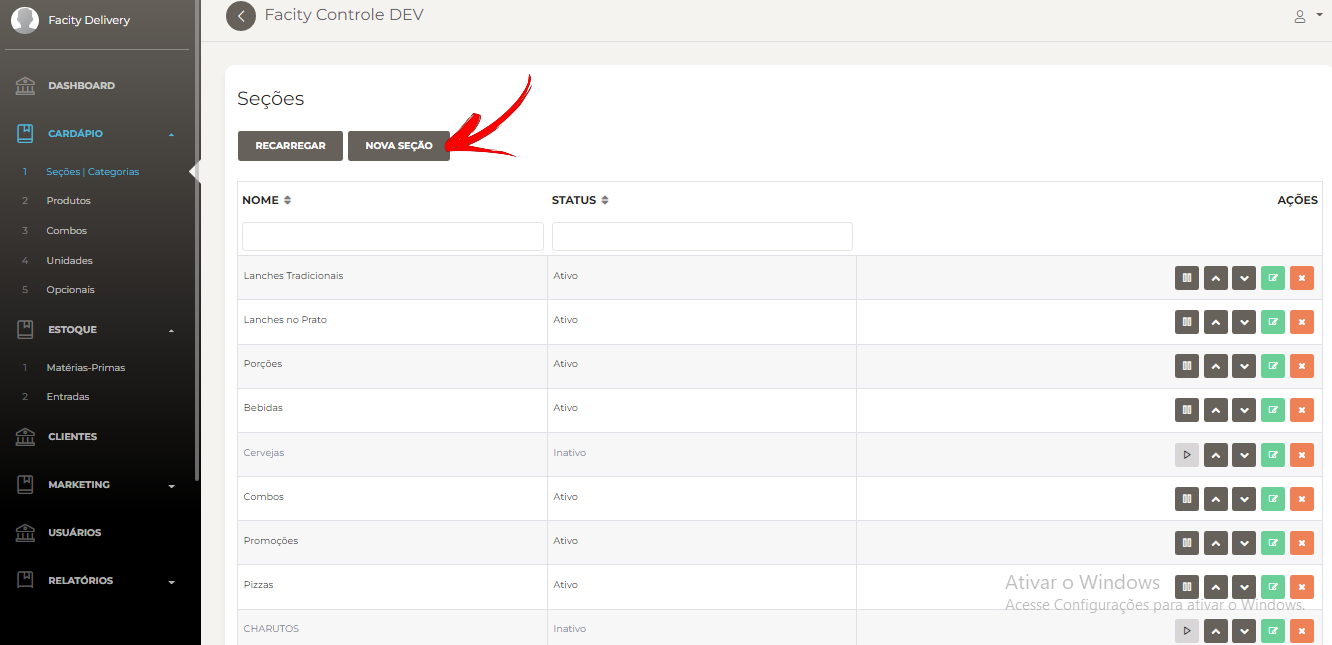 Facity Delivery
Facity Controle DEV
DASHBOARD
CARDÁPIO
1 Seções | Categorias
2 Produtos
3 Combos
4 Unidades
5 Opcionais
ESTOQUE
1 Matérias-Primas
2 Entradas
CLIENTES
MARKETING
USUÁRIOS
RELATÓRIOS
Seções
RECARREGAR NOVA SEÇÃO
NOME STATUS AÇÕES
Lanches Tradicionais Ativo
Lanches no Prato Ativo
Porções Ativo
Bebidas Ativo
Cervejas Inativo
Combos Ativo
Promoções Ativo
Pizzas Ativo
CHARUTOS Inativo
Ativar o Windows
Acesse Configurações para ativar o Windows.